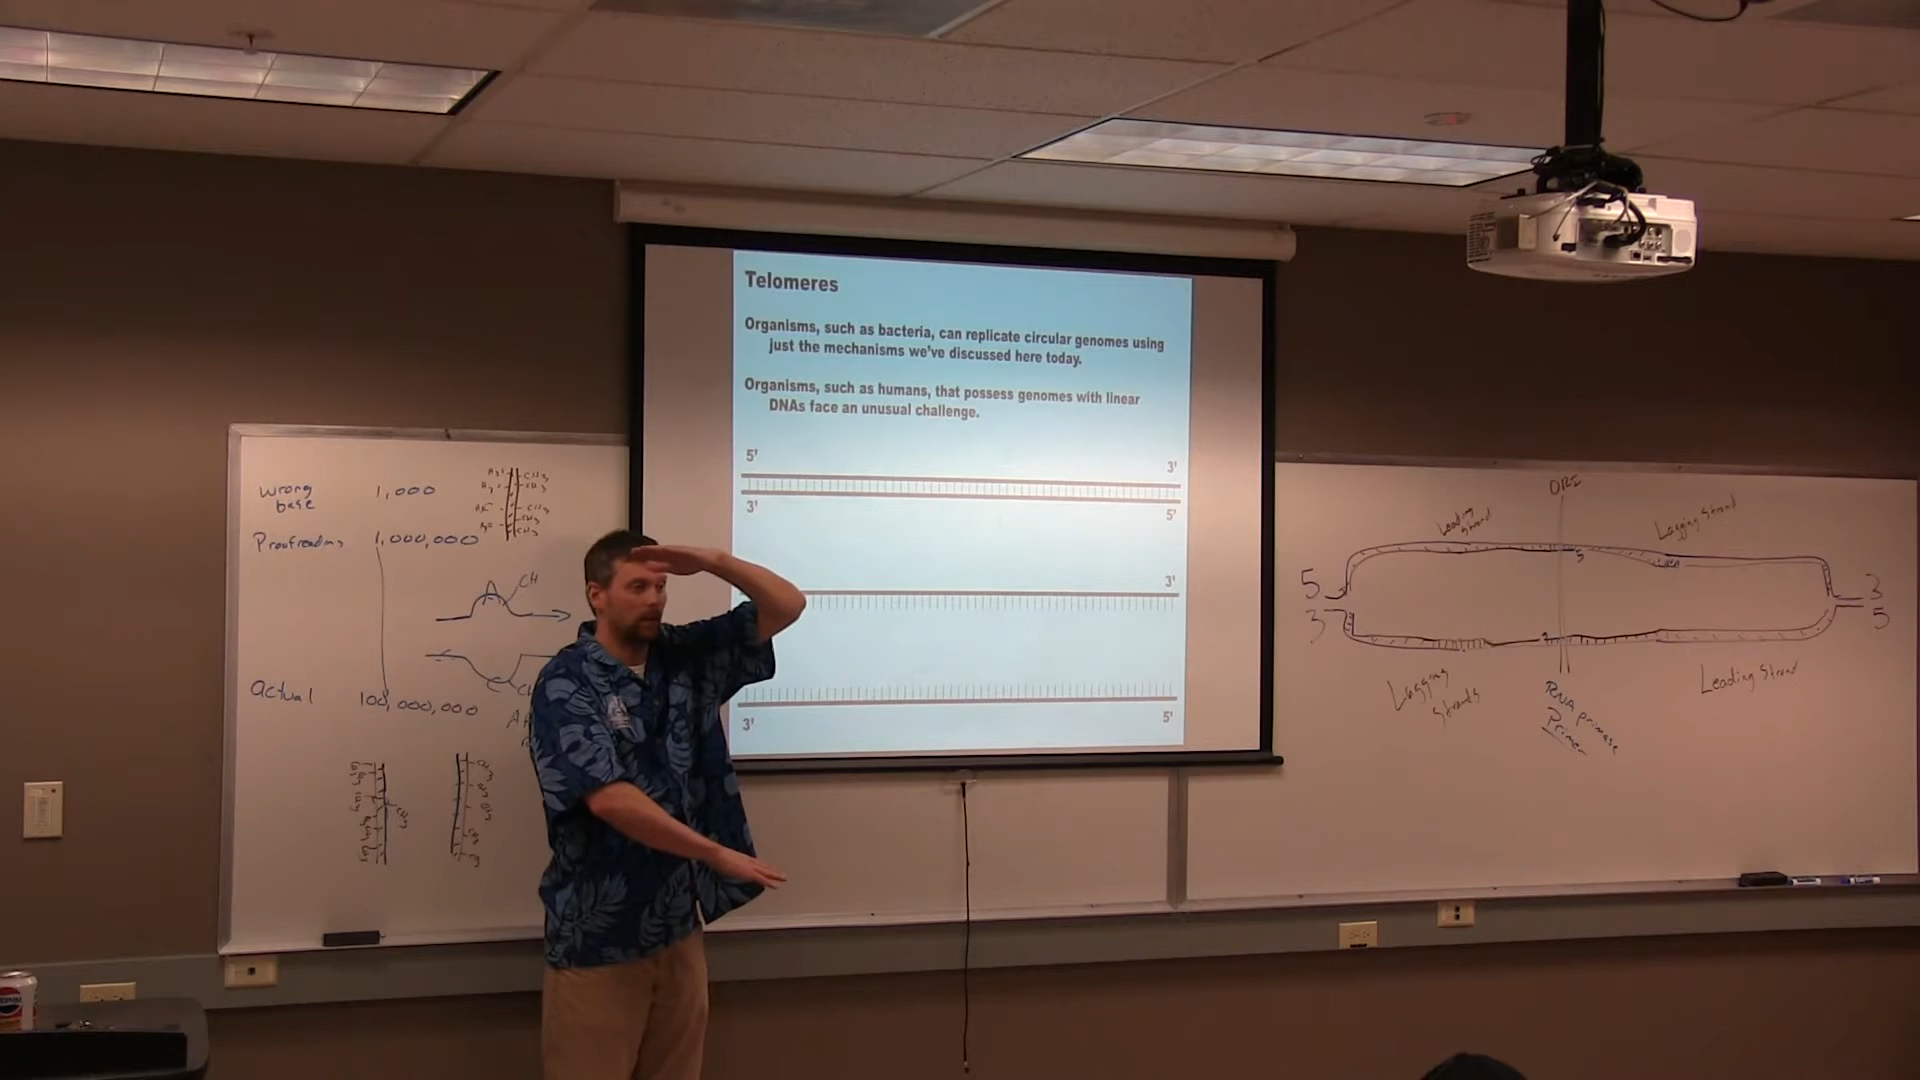 Telomeres
Organisms, such as bacteria, can replicate circular genomes using
just the mechanisms we've discussed here today.
Organisms, such as humans, that possess genomes with linear
DNAs face an unusual challenge.
5' 3'
3' 5'
3'
3' 5'
wrong 1,000
base
Proofreading 1,000,000
CH
Actual 100,000,000
ORI
Leading
Strand
Lagging Strand
5 3
3 5
Lagging
Strands
Leading Strand
RNA primase
Primer